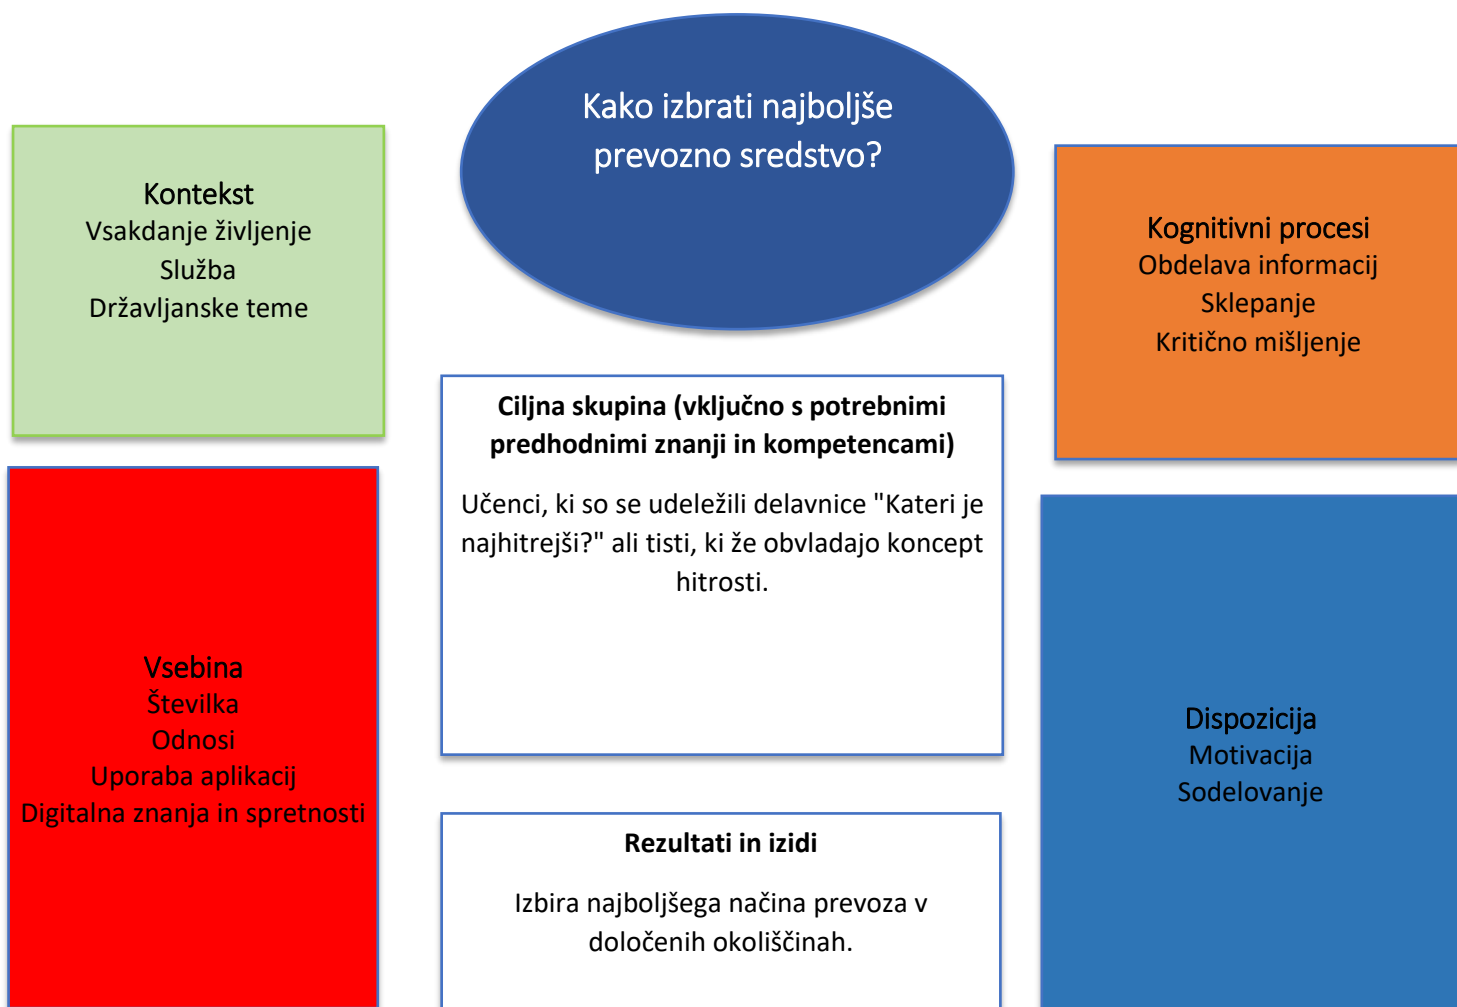 Kako izbrati najboljše
prevozno sredstvo?
Kontekst
Vsakdanje življenje
Služba
Državljanske teme
Kognitivni procesi
Obdelava informacij
Sklepanje
Kritično mišljenje
Ciljna skupina (vključno s potrebnimi
predhodnimi znanji in kompetencami)
Učenci, ki so se udeležili delavnice "Kateri je
najhitrejši?" ali tisti, ki že obvladajo koncept
hitrosti.
Vsebina
Številka
Odnosi
Uporaba aplikacij
Digitalna znanja in spretnosti
Dispozicija
Motivacija
Sodelovanje
Rezultati in izidi
Izbira najboljšega načina prevoza v
določenih okoliščinah.